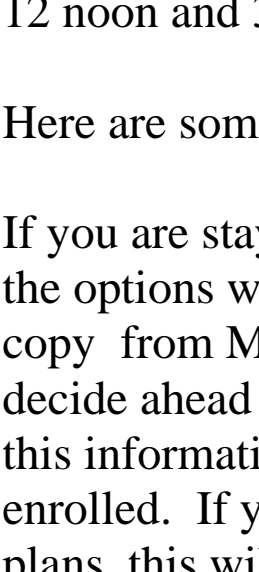 12 noon and 3
Here are som
If you are stay
the options w
copy  from M
decide ahead
this informati
enrolled.  If y
plans, this wil